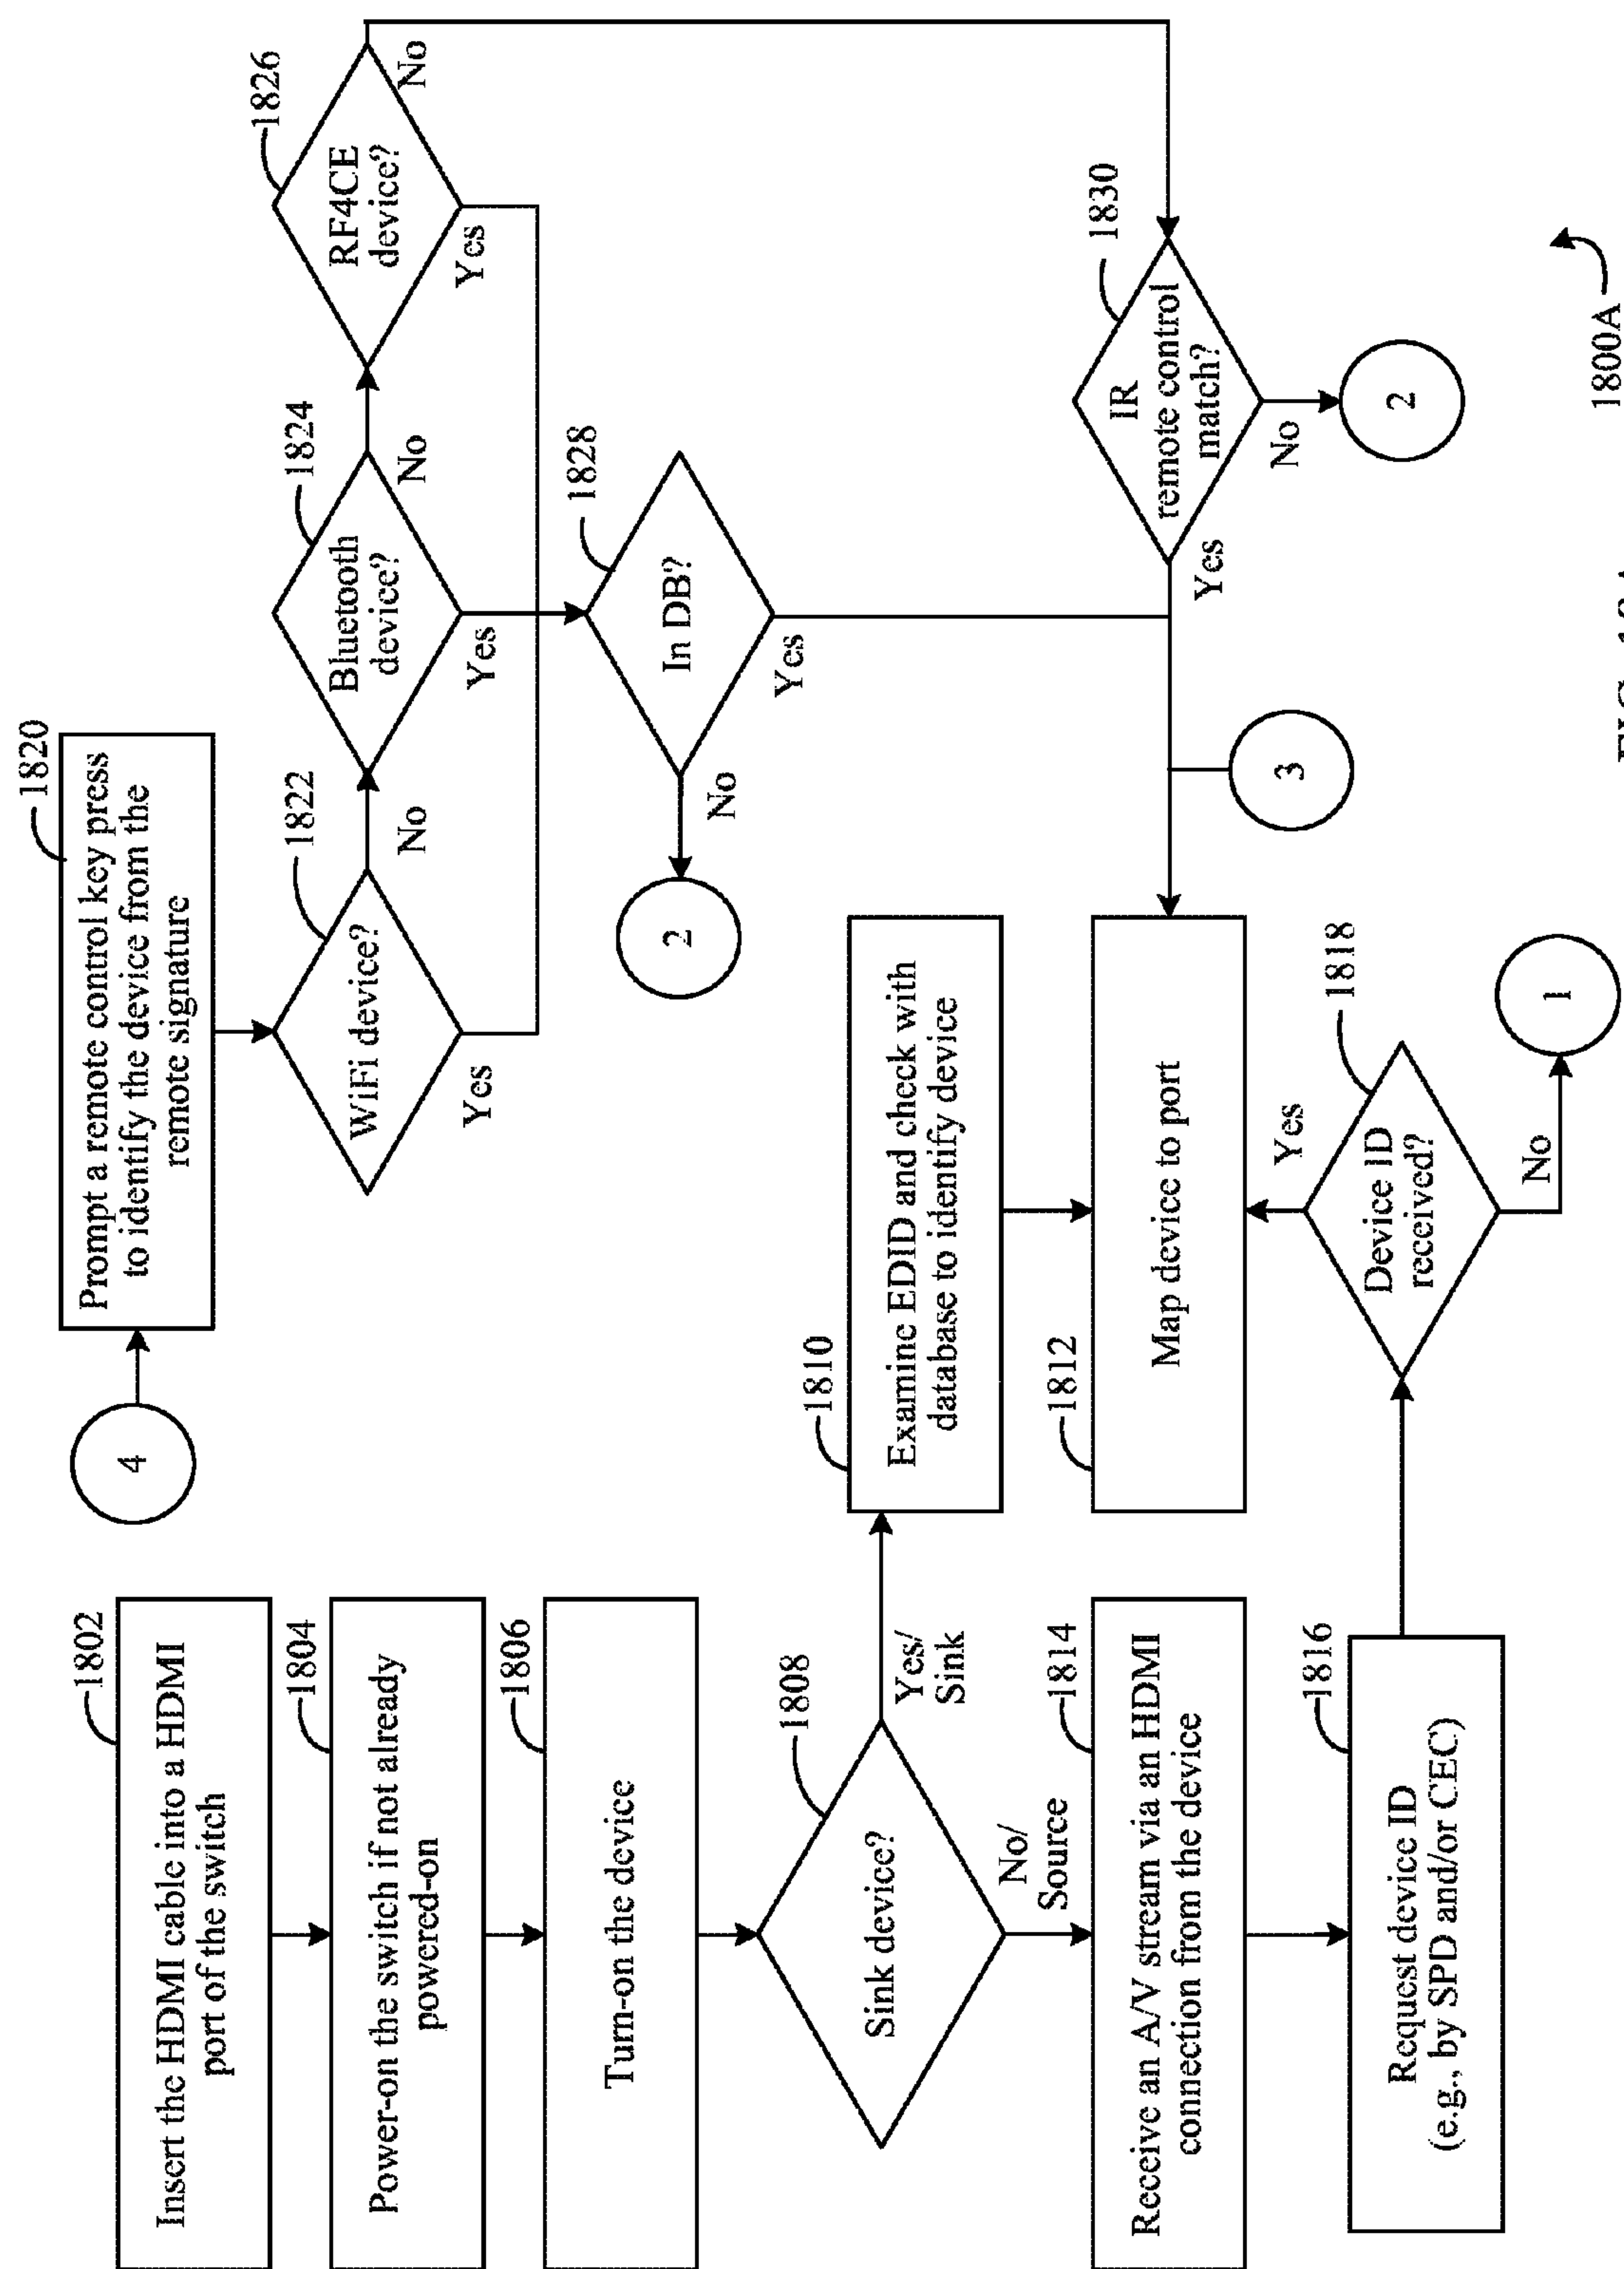 1802
Insert the HDMI cable into a HDMI
port of the switch
1804
Power-on the switch if not already
powered-on
1806
Turn-on the device
1808
Sink device?
Yes/
Sink
No/
Source
1810
Examine EDID and check with
database to identify device
1812
Map device to port
1814
Receive an A/V stream via an HDMI
connection from the device
1816
Request device ID
(e.g., by SPD and/or CEC)
1818
Device ID
received?
Yes
No
1
4
1820
Prompt a remote control key press
to identify the device from the
remote signature
1822
WiFi device?
No
Yes
1824
Bluetooth
device?
No
Yes
1826
RF4CE
device?
No
Yes
1828
In DB?
No
Yes
2
3
1830
IR
remote control
match?
Yes
No
2
1800A